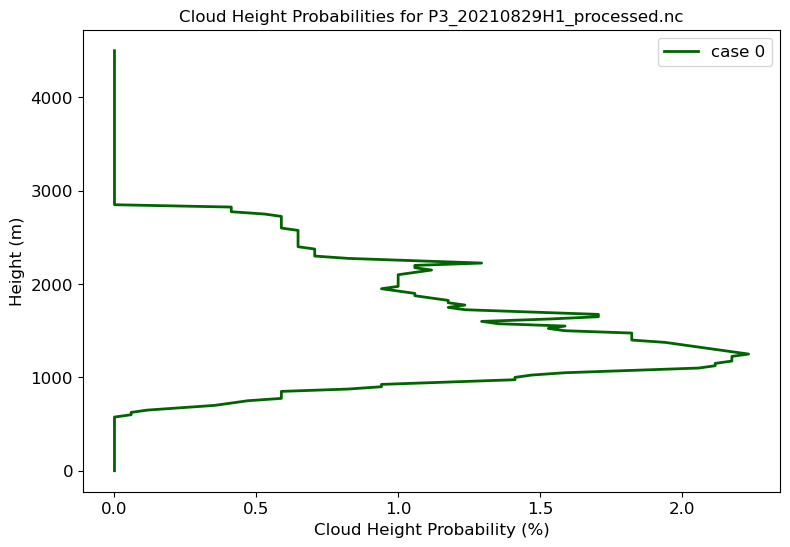 Cloud Height Probabilities for P3_20210829H1_processed.nc
case 0
Height (m)
4000
3000
2000
1000
0
0.0 0.5 1.0 1.5 2.0
Cloud Height Probability (%)